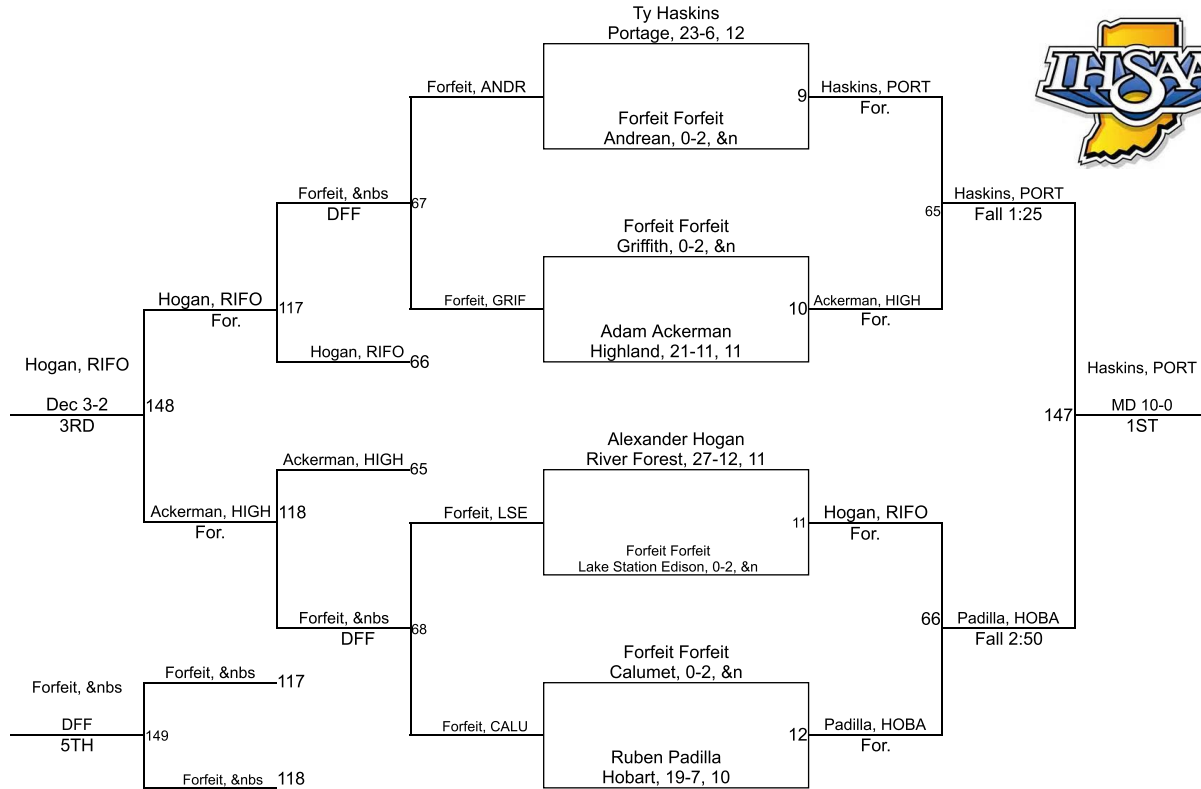 Ty Haskins
Portage, 23-6, 12
IHSAA
Forfeit, ANDR
9
Haskins, PORT
For.
Forfeit Forfeit
Andrean, 0-2, &n
Forfeit, &nbs
DFF
67
65
Haskins, PORT
Fall 1:25
Forfeit Forfeit
Griffith, 0-2, &n
Hogan, RIFO
For.
117
Forfeit, GRIF
10
Ackerman, HIGH
For.
Adam Ackerman
Highland, 21-11, 11
Hogan, RIFO
66
Hogan, RIFO
Dec 3-2
3RD
148
Haskins, PORT
147
MD 10-0
1ST
Alexander Hogan
River Forest, 27-12, 11
Ackerman, HIGH
65
Ackerman, HIGH
For.
118
Forfeit, LSE
11
Hogan, RIFO
For.
Forfeit Forfeit
Lake Station Edison, 0-2, &n
Forfeit, &nbs
DFF
68
66
Padilla, HOBA
Fall 2:50
Forfeit Forfeit
Calumet, 0-2, &n
Forfeit, &nbs
117
Forfeit, &nbs
DFF
5TH
149
Forfeit, CALU
12
Padilla, HOBA
For.
Ruben Padilla
Hobart, 19-7, 10
Forfeit, &nbs
118